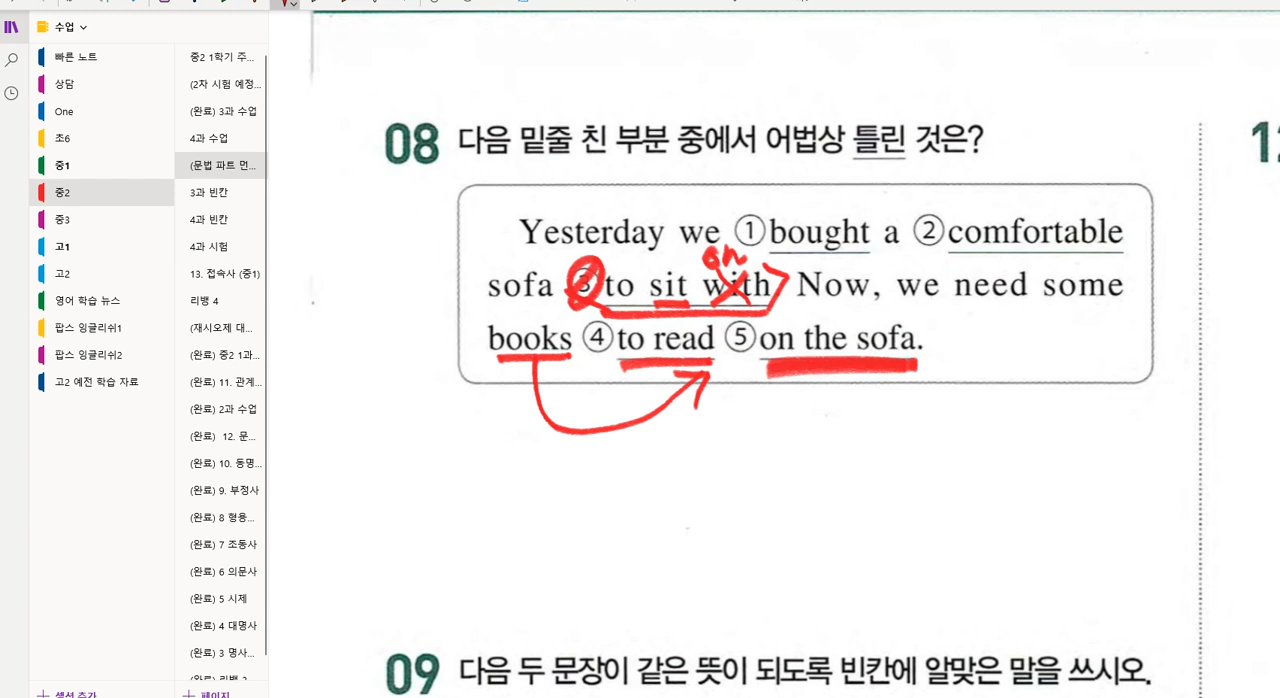 수업
빠른 노트
상담
One
초6
중1
중2
중3
고1
고2
영어 학습 뉴스
팝스 잉글리쉬1
팝스 잉글리쉬2
고2 예전 학습 자료
섹션 추가
중2 1학기 주...
(2차 시험 예정...
(완료) 3과 수업
4과 수업
(문법 파트 먼...
3과 빈칸
4과 빈칸
4과 시험
13. 접속사 (중1)
리뱅 4
(재시오제 대...
(완료) 중2 1과...
(완료) 11. 관계...
(완료) 2과 수업
(완료) 12. 문...
(완료) 10. 동명...
(완료) 9. 부정사
(완료) 8 형용...
(완료) 7 조동사
(완료) 6 의문사
(완료) 5 시제
(완료) 4 대명사
(완료) 3 명사...
페이지
08 다음 밑줄 친 부분 중에서 어법상 틀린 것은?
Yesterday we ①bought a ②comfortable
on
sofa ③to sit with. Now, we need some
books ④to read ⑤on the sofa.
09 다음 두 문장이 같은 뜻이 되도록 빈칸에 알맞은 말을 쓰시오.